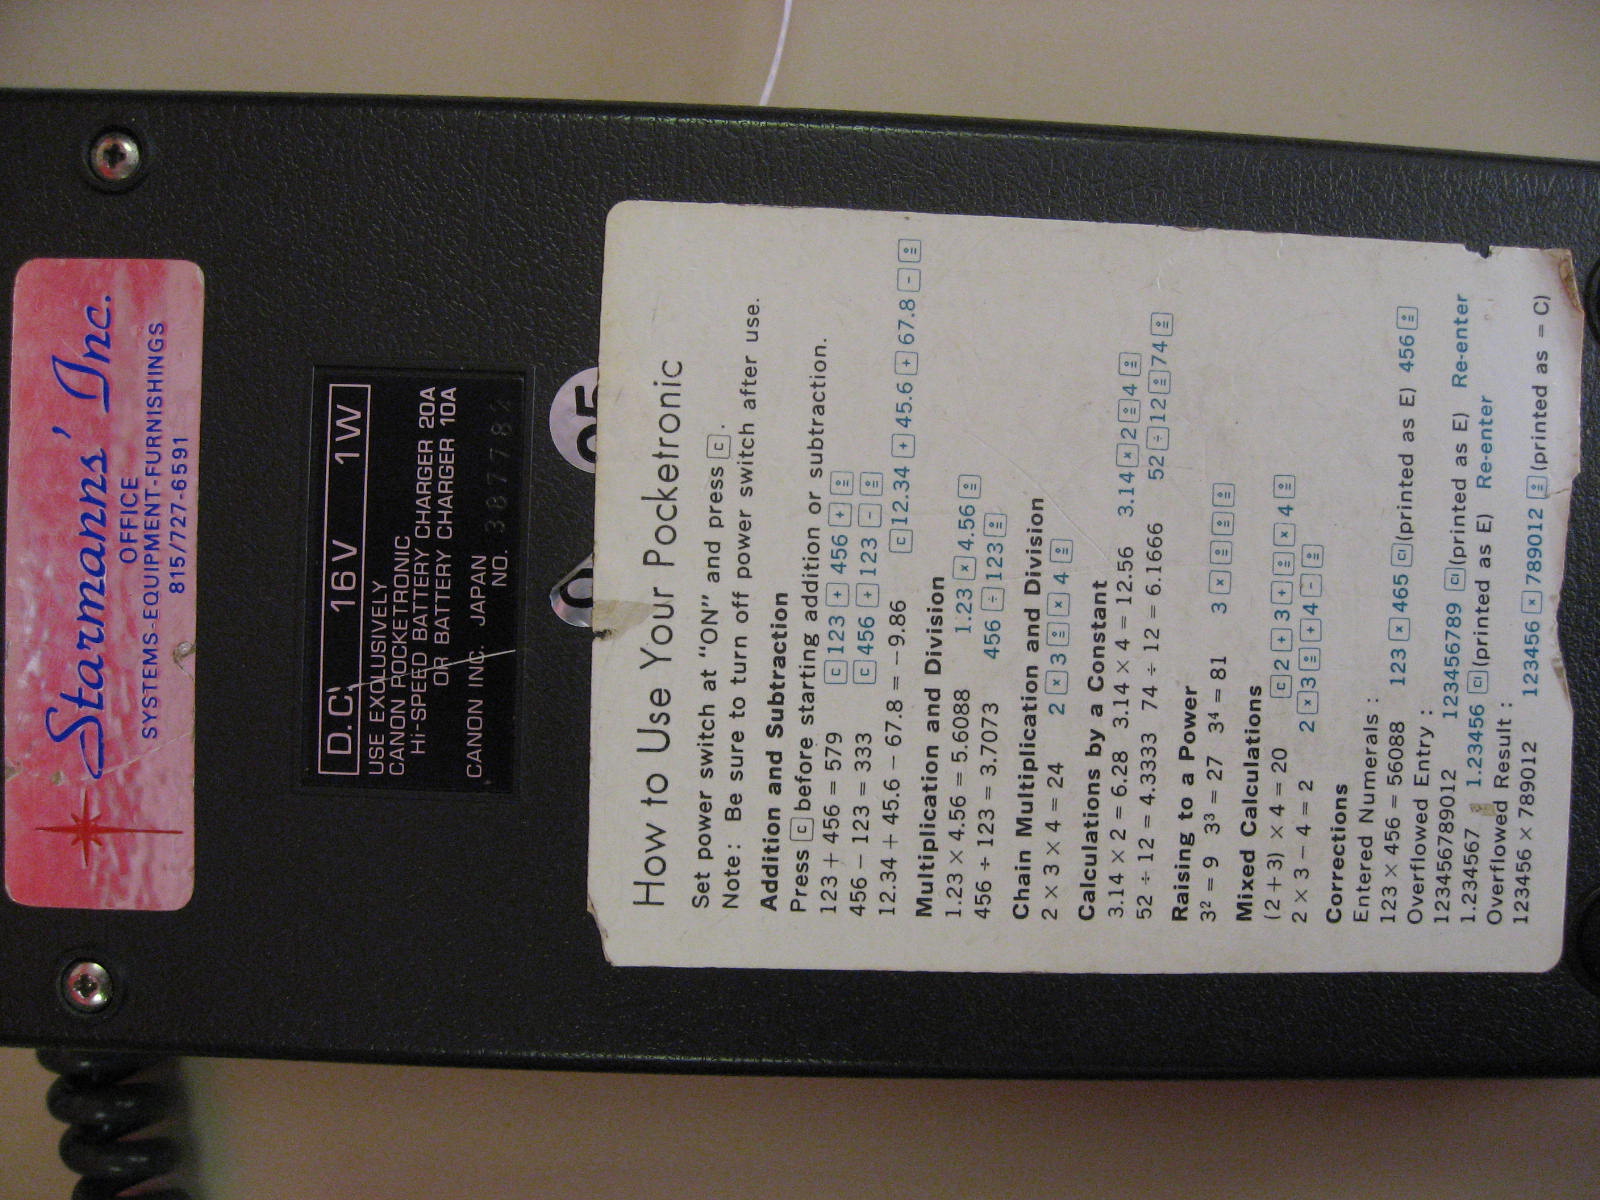 Starmanns' Inc.
OFFICE
SYSTEMS-EQUIPMENT-FURNISHINGS
815/727-6591
D.C. 16V 1W
USE EXCLUSIVELY
CANON POCKETRONIC
Hi-SPEED BATTERY CHARGER 20A
OR BATTERY CHARGER 10A
CANON INC. JAPAN
NO. 387782
How to Use Your Pocketronic
Set power switch at "ON" and press [C].
Note: Be sure to turn off power switch after use.
Addition and Subtraction
Press [C] before starting addition or subtraction.
123 + 456 = 579 [C] 123 [+] 456 [+] [≗]
456 − 123 = 333 [C] 456 [+] 123 [−] [≗]
12.34 + 45.6 − 67.8 = −9.86 [C] 12.34 [+] 45.6 [+] 67.8 [−] [≗]
Multiplication and Division
1.23 × 4.56 = 5.6088 1.23 [×] 4.56 [≗]
456 ÷ 123 = 3.7073 456 [÷] 123 [≗]
Chain Multiplication and Division
2 × 3 × 4 = 24 2 [×] 3 [≗] [×] 4 [≗]
Calculations by a Constant
3.14 × 2 = 6.28 3.14 × 4 = 12.56 3.14 [×] 2 [≗] 4 [≗]
52 ÷ 12 = 4.3333 74 ÷ 12 = 6.1666 52 [÷] 12 [≗] 74 [≗]
Raising to a Power
3² = 9 3³ = 27 3⁴ = 81 3 [×] [≗] [≗] [≗]
Mixed Calculations
(2 + 3) × 4 = 20 [C] 2 [+] 3 [+] [≗] [×] 4 [≗]
2 × 3 − 4 = 2 2 [×] 3 [≗] [+] 4 [−] [≗]
Corrections
Entered Numerals :
123 × 456 = 56088 123 [×] 465 [CI] (printed as E) 456 [≗]
Overflowed Entry :
123456789012 123456789 [CI] (printed as E) Re-enter
1.234567 1.23456 [CI] (printed as E) Re-enter
Overflowed Result :
123456 × 789012 123456 [×] 789012 [≗] (printed as = C)